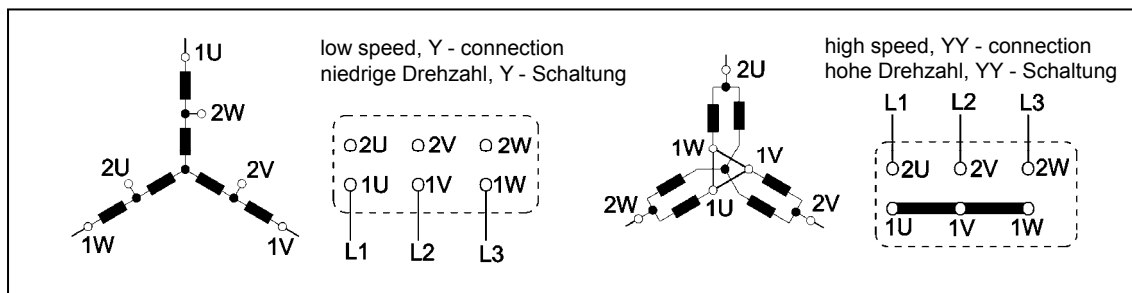 low speed, Y - connection
niedrige Drehzahl, Y - Schaltung
1U
2W
2U
2V
1W
1V
2U 2V 2W
1U 1V 1W
L1 L2 L3
high speed, YY - connection
hohe Drehzahl, YY - Schaltung
2U
1W
1V
2W
1U
2V
L1 L2 L3
2U 2V 2W
1U 1V 1W